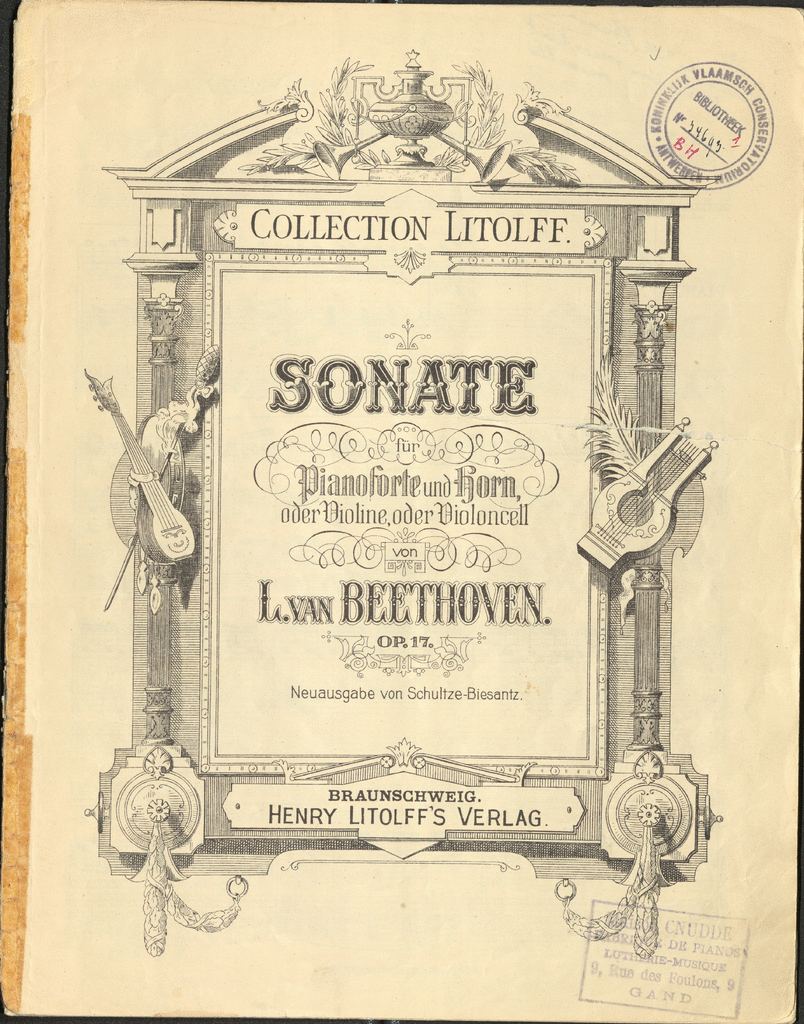 KONINKLIJK VLAAMSCH CONSERVATORIUM
* ANTWERPEN *
BIBLIOTHEEK
Nr
BH
COLLECTION LITOLFF.
SONATE
für
Pianoforte und Horn,
oder Violine, oder Violoncell
von
L. VAN BEETHOVEN.
OP. 17.
Neuausgabe von Schultze-Biesantz.
BRAUNSCHWEIG.
HENRY LITOLFF'S VERLAG.
CNUDDE
DE PIANOS
LUTHERIE-MUSIQUE
9, Rue des Foulons, 9
GAND